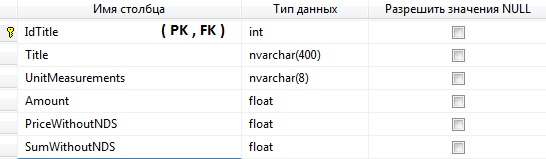 Имя столбца Тип данных Разрешить значения NULL
IdTitle ( PK , FK ) int
Title nvarchar(400)
UnitMeasurements nvarchar(8)
Amount float
PriceWithoutNDS float
SumWithoutNDS float